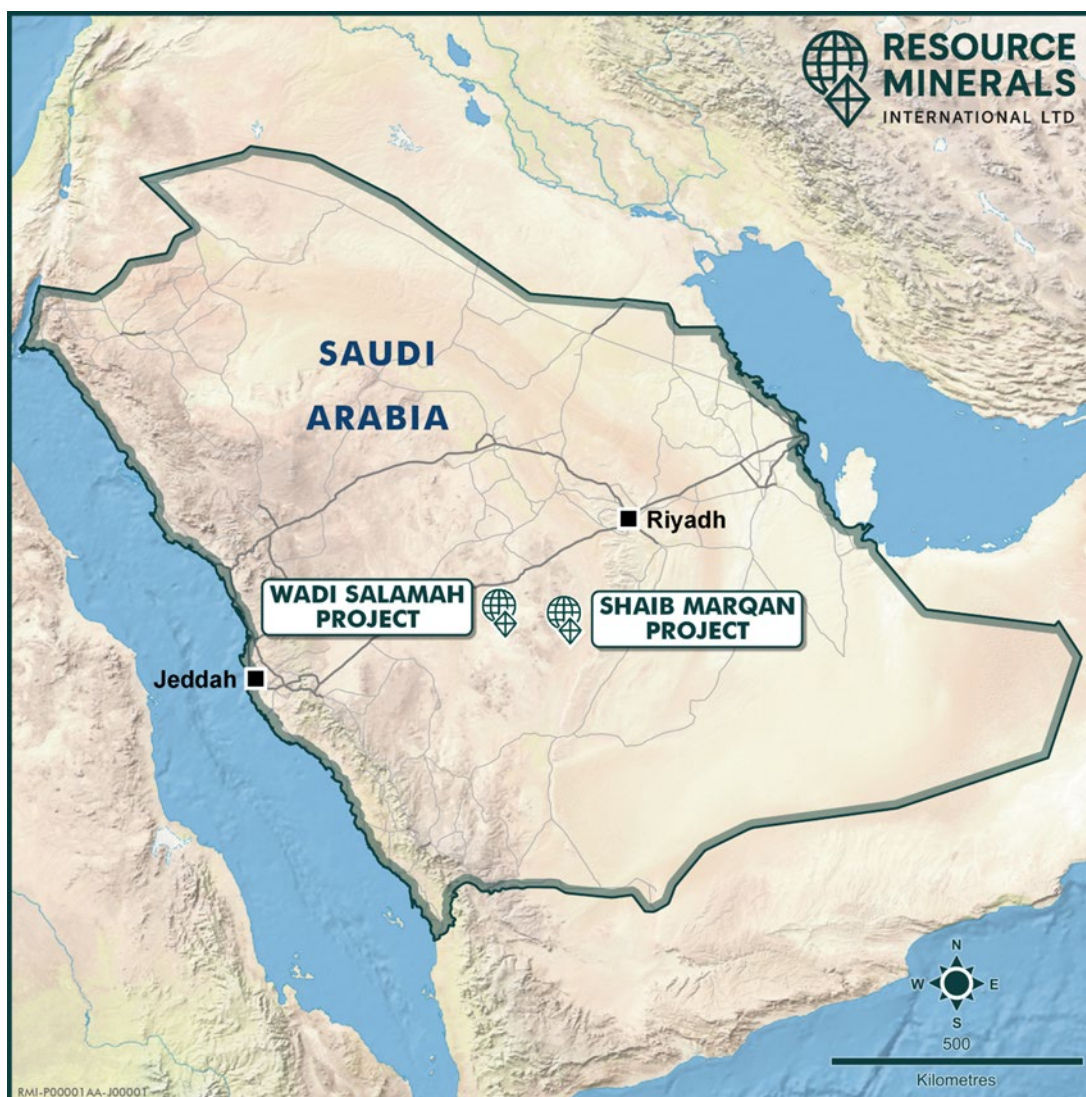 RESOURCE
MINERALS
INTERNATIONAL LTD
SAUDI
ARABIA
Riyadh
WADI SALAMAH
PROJECT
SHAIB MARQAN
PROJECT
Jeddah
N
W
E
S
500
Kilometres
RMI-P00001AA-J00001